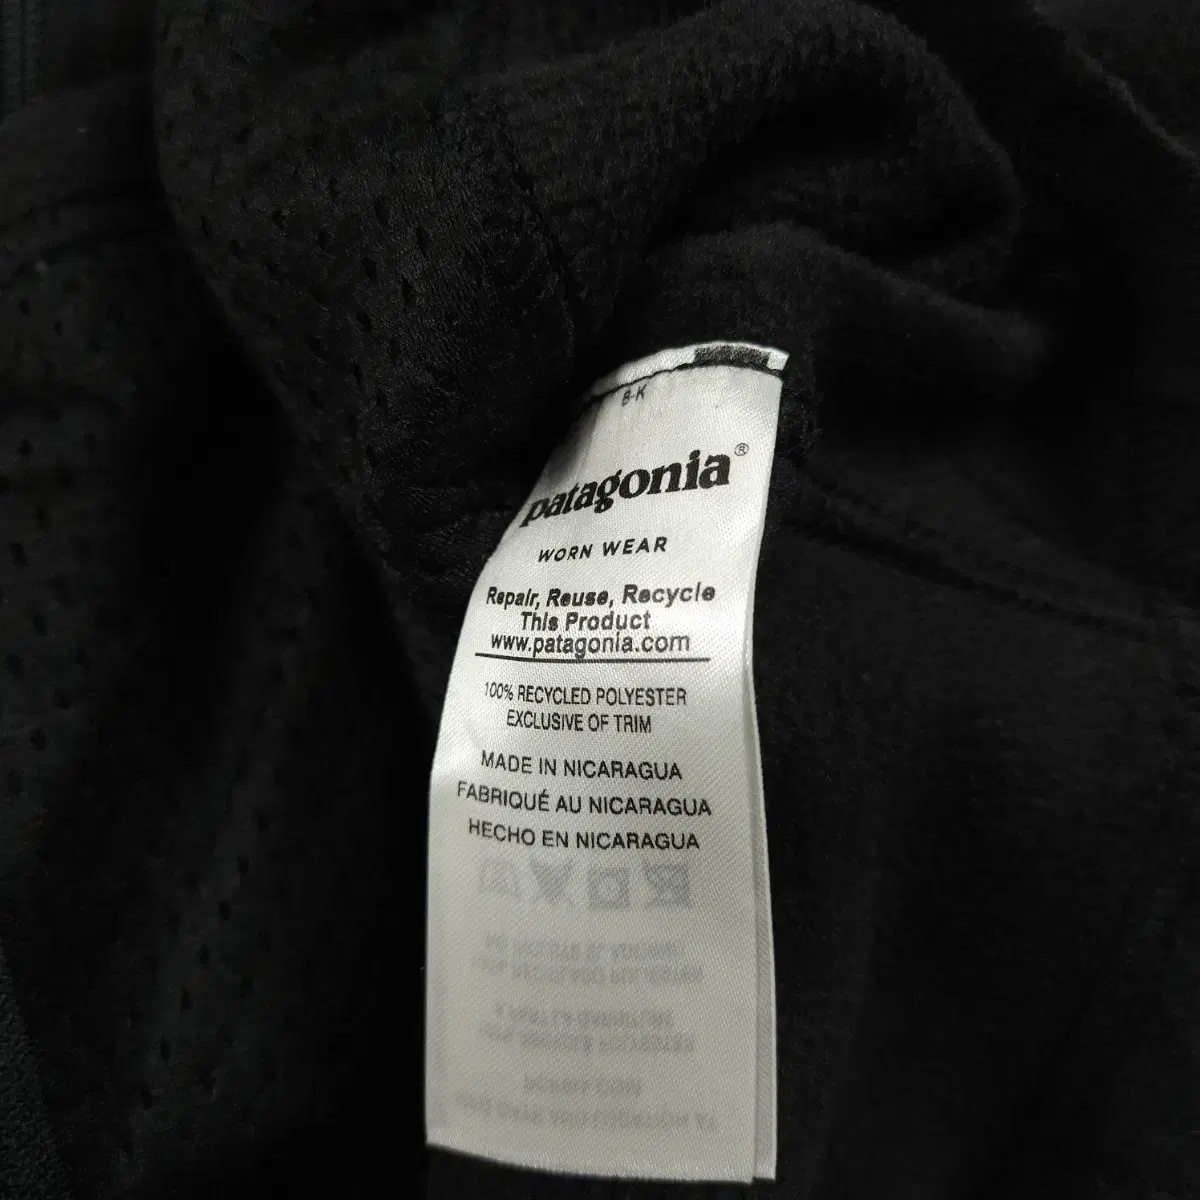 B-K
patagonia®
WORN WEAR
Repair, Reuse, Recycle
This Product
www.patagonia.com
100% RECYCLED POLYESTER
EXCLUSIVE OF TRIM
MADE IN NICARAGUA
FABRIQUÉ AU NICARAGUA
HECHO EN NICARAGUA